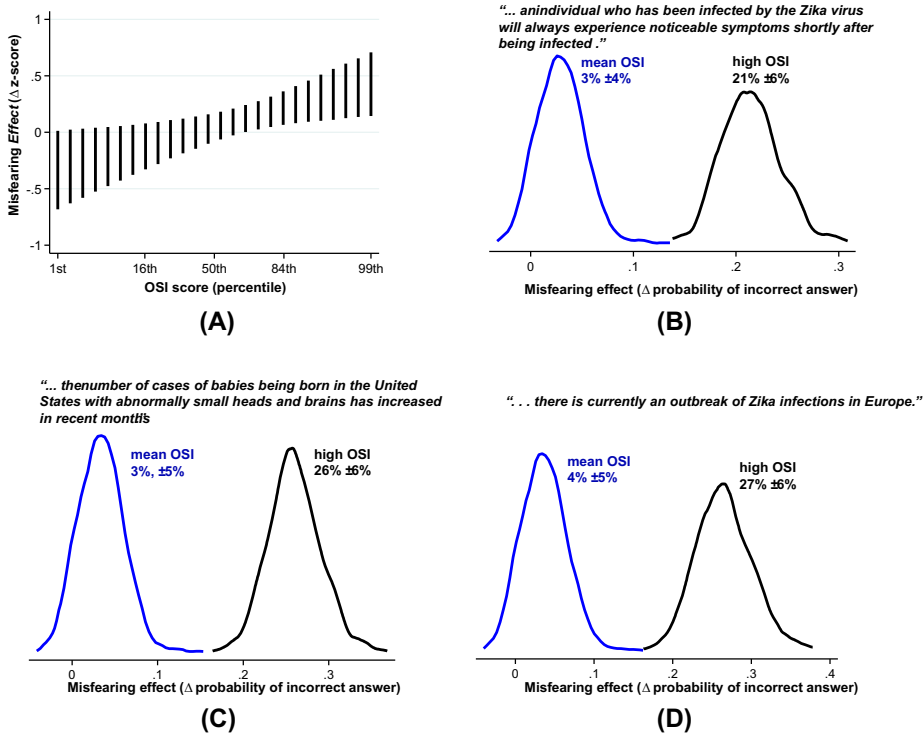 1
.5
0
-.5
-1
Misfearing Effect (Δ z-score)
1st 16th 50th 84th 99th
OSI score (percentile)
(A)
“... anindividual who has been infected by the Zika virus
will always experience noticeable symptoms shortly after
being infected .”
mean OSI
3% ±4%
high OSI
21% ±6%
0 .1 .2 .3
Misfearing effect (Δ probability of incorrect answer)
(B)
“... thenumber of cases of babies being born in the United
States with abnormally small heads and brains has increased
in recent months
mean OSI
3%, ±5%
high OSI
26% ±6%
0 .1 .2 .3
Misfearing effect (Δ probability of incorrect answer)
(C)
“. . . there is currently an outbreak of Zika infections in Europe.”
mean OSI
4% ±5%
high OSI
27% ±6%
0 .1 .2 .3 .4
Misfearing effect (Δ probability of incorrect answer)
(D)